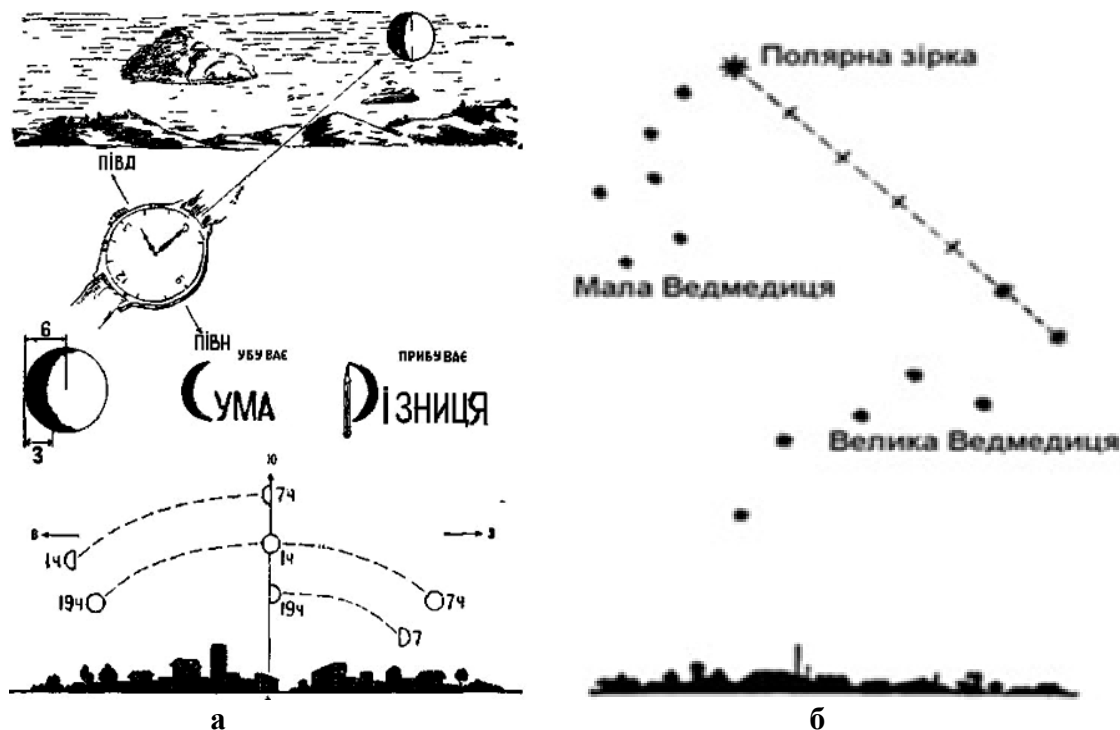 ПІВД
ПІВН
6
3
УБУВАЄ
СУМА
ПРИБУВАЄ
РІЗНИЦЯ
Ю
7Ч
В
З
1Ч
1Ч
19Ч
7Ч
19Ч
7
а
Полярна зірка
Мала Ведмедиця
Велика Ведмедиця
б